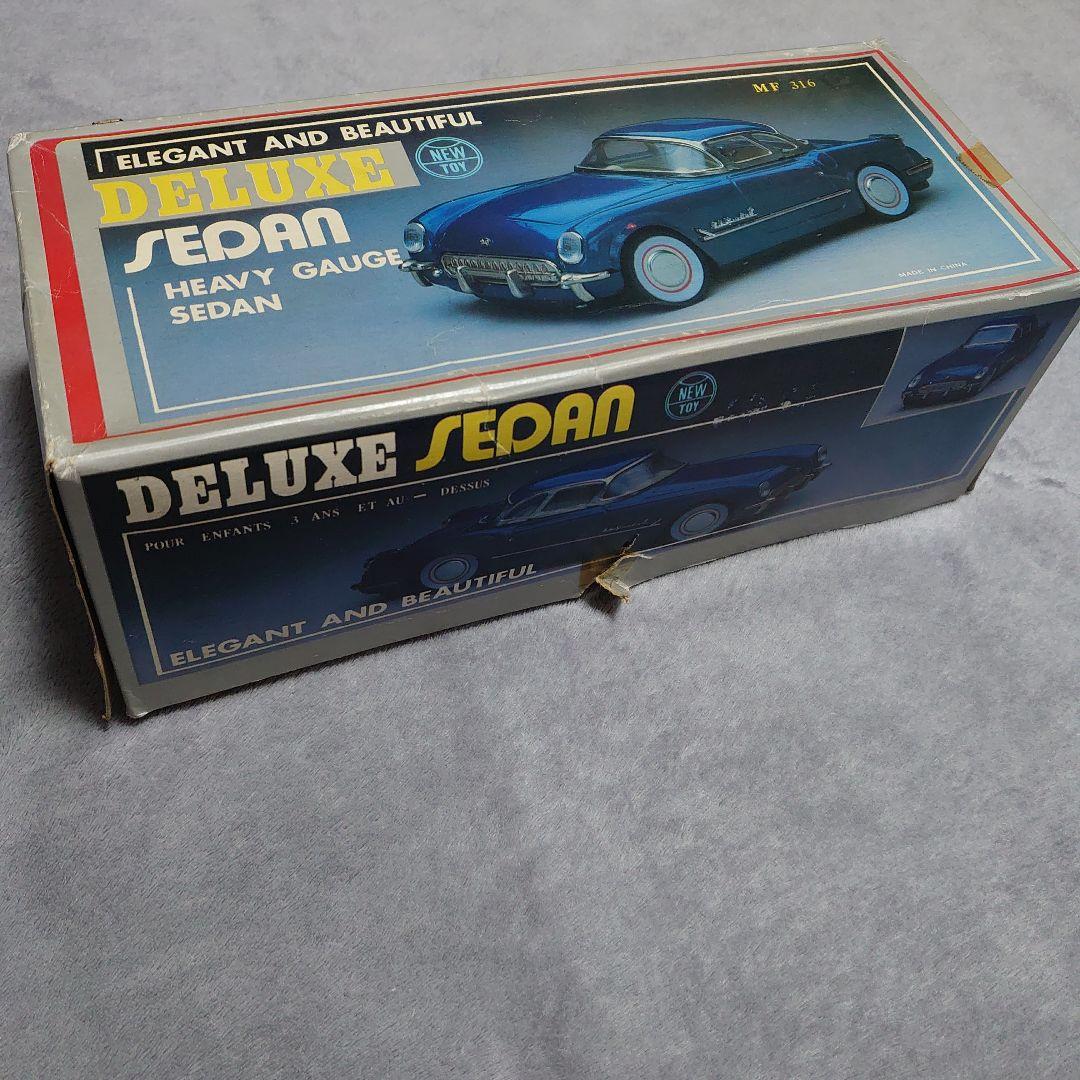 ELEGANT AND BEAUTIFUL
DELUXE
SEDAN
HEAVY GAUGE
SEDAN
NEW
TOY
MF 316
MADE IN CHINA
DELUXE SEDAN
NEW
TOY
POUR ENFANTS 3 ANS ET AU — DESSUS
ELEGANT AND BEAUTIFUL